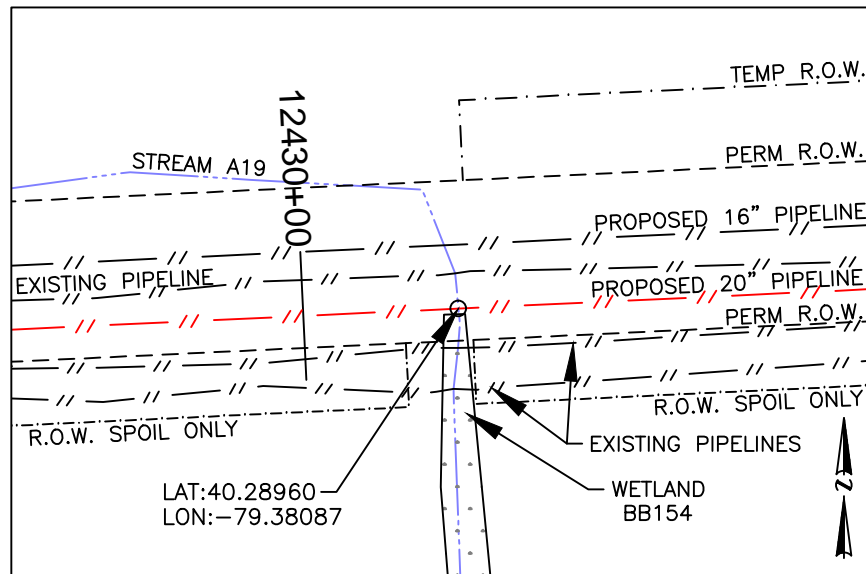 TEMP R.O.W.
12430+00
STREAM A19
PERM R.O.W.
PROPOSED 16” PIPELINE
EXISTING PIPELINE
PROPOSED 20” PIPELINE
PERM R.O.W.
R.O.W. SPOIL ONLY
R.O.W. SPOIL ONLY
EXISTING PIPELINES
LAT:40.28960
LON:-79.38087
WETLAND
BB154
N